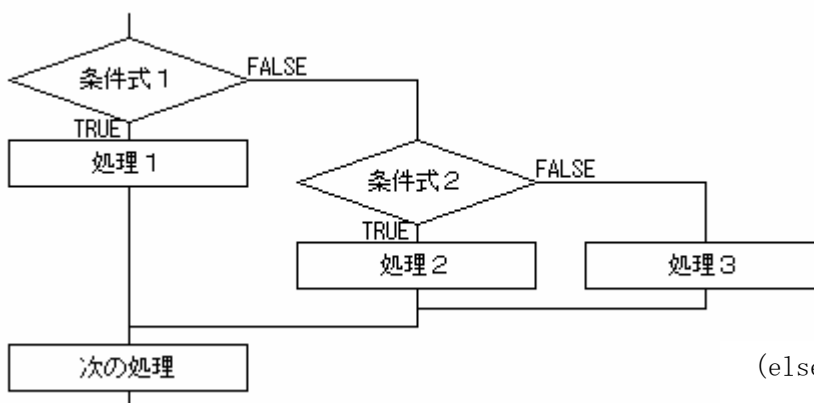 条件式１
FALSE
TRUE
処理１
条件式２
FALSE
TRUE
処理２
処理３
次の処理
(else